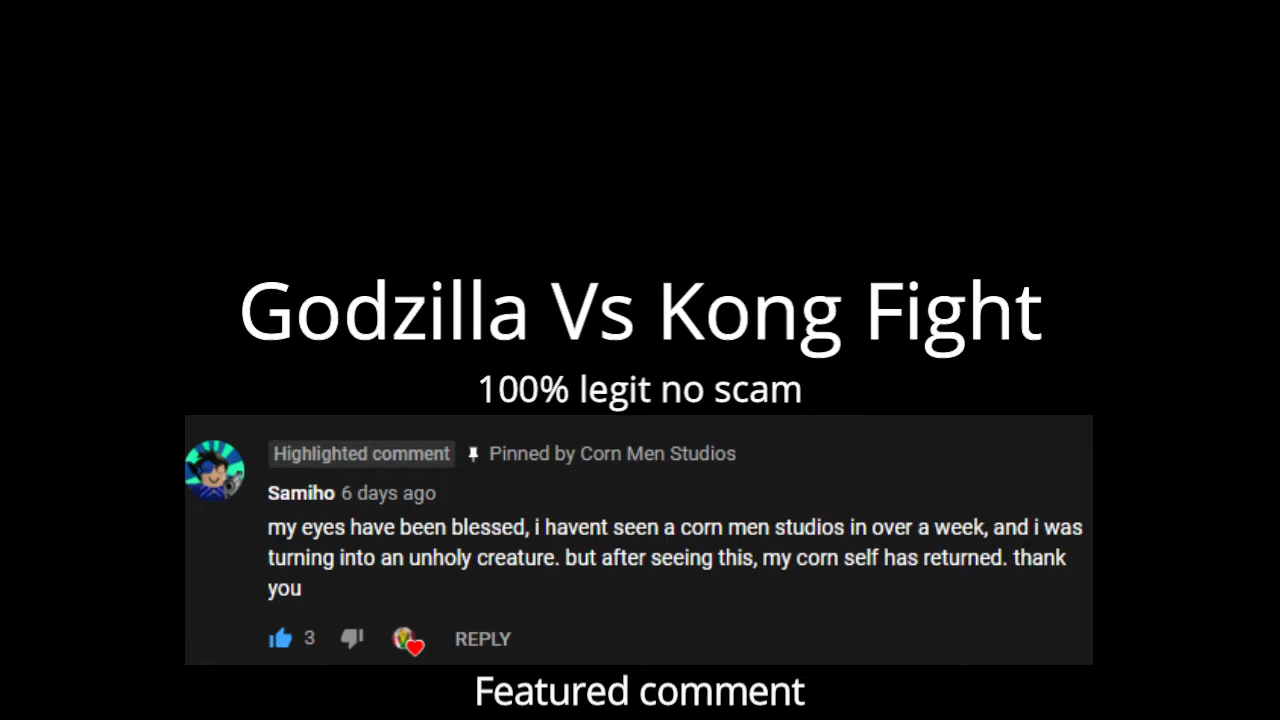 Godzilla Vs Kong Fight
100% legit no scam
Highlighted comment Pinned by Corn Men Studios
Samiho 6 days ago
my eyes have been blessed, i havent seen a corn men studios in over a week, and i was
turning into an unholy creature. but after seeing this, my corn self has returned. thank
you
3 REPLY
Featured comment